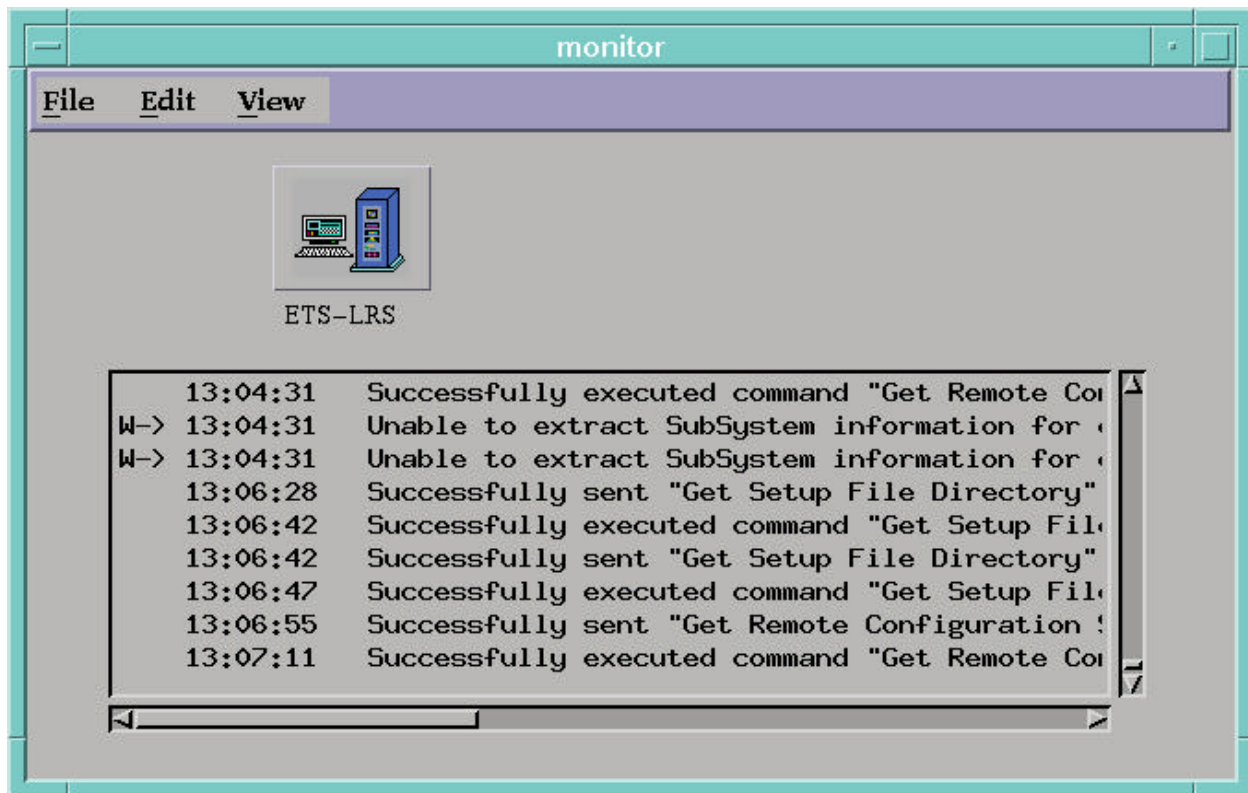 monitor
File Edit View
ETS-LRS
13:04:31 Successfully executed command "Get Remote
W-> 13:04:31 Unable to extract SubSystem information for
W-> 13:04:31 Unable to extract SubSystem information for
13:06:28 Successfully sent "Get Setup File Directory"
13:06:42 Successfully executed command "Get Setup
13:06:42 Successfully sent "Get Setup File Directory"
13:06:47 Successfully executed command "Get Setup
13:06:55 Successfully sent "Get Remote Configuration
13:07:11 Successfully executed command "Get Remote